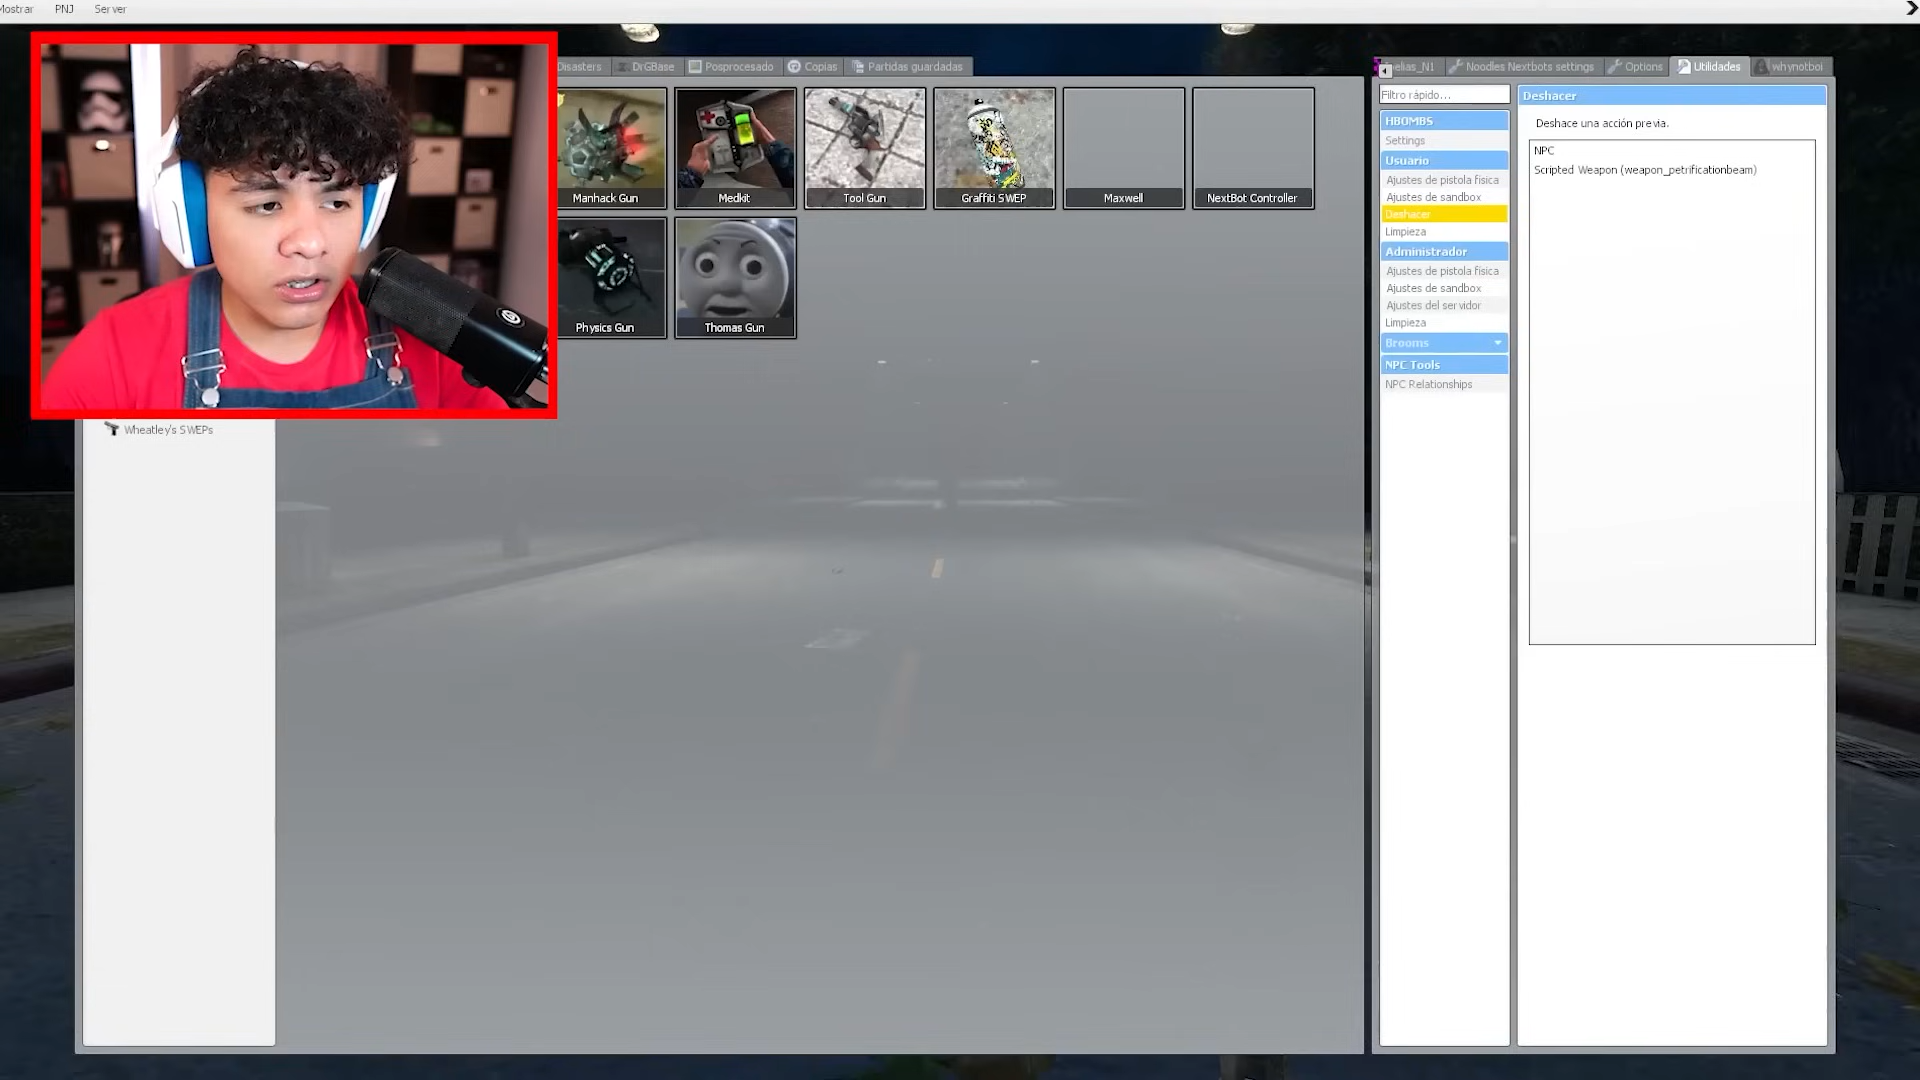 Mostrar PNJ Server
Disasters DrGBase Posprocesado Copias Partidas guardadas
Noodles Nextbots settings Options Utilidades whynotboi
Manhack Gun
Medkit
Tool Gun
Graffiti SWEP
Maxwell
NextBot Controller
Physics Gun
Thomas Gun
Wheatley's SWEPs
Filtro rápido...
HBOMBS
Settings
Usuario
Ajustes de pistola física
Ajustes de sandbox
Deshacer
Limpieza
Administrador
Ajustes de pistola física
Ajustes de sandbox
Ajustes del servidor
Limpieza
Brooms
NPC Tools
NPC Relationships
Deshacer
Deshace una acción previa.
NPC
Scripted Weapon (weapon_petrificationbeam)